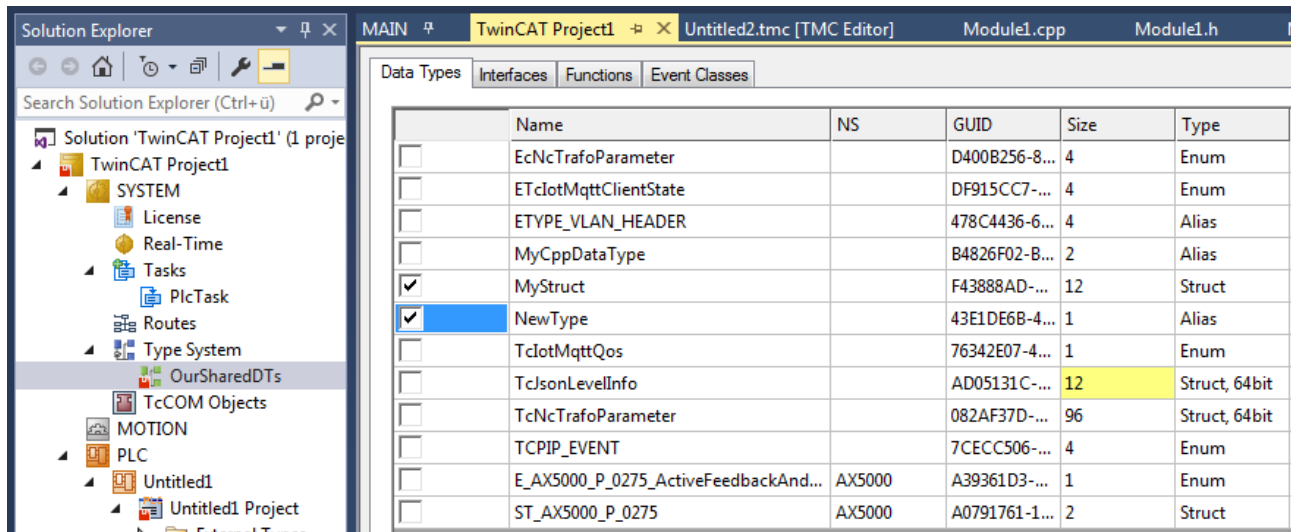 Solution Explorer
MAIN TwinCAT Project1 Untitled2.tmc [TMC Editor] Module1.cpp Module1.h
Search Solution Explorer (Ctrl+ü)
Solution 'TwinCAT Project1' (1 proje
TwinCAT Project1
SYSTEM
License
Real-Time
Tasks
PlcTask
Routes
Type System
OurSharedDTs
TcCOM Objects
MOTION
PLC
Untitled1
Untitled1 Project
Data Types Interfaces Functions Event Classes
Name NS GUID Size Type
EcNcTrafoParameter D400B256-8... 4 Enum
ETcIotMqttClientState DF915CC7-... 4 Enum
ETYPE_VLAN_HEADER 478C4436-6... 4 Alias
MyCppDataType B4826F02-B... 2 Alias
MyStruct F43888AD-... 12 Struct
NewType 43E1DE6B-4... 1 Alias
TcIotMqttQos 76342E07-4... 1 Enum
TcJsonLevelInfo AD05131C-... 12 Struct, 64bit
TcNcTrafoParameter 082AF37D-... 96 Struct, 64bit
TCPIP_EVENT 7CECC506-... 4 Enum
E_AX5000_P_0275_ActiveFeedbackAnd... AX5000 A39361D3-... 1 Enum
ST_AX5000_P_0275 AX5000 A0791761-1... 2 Struct